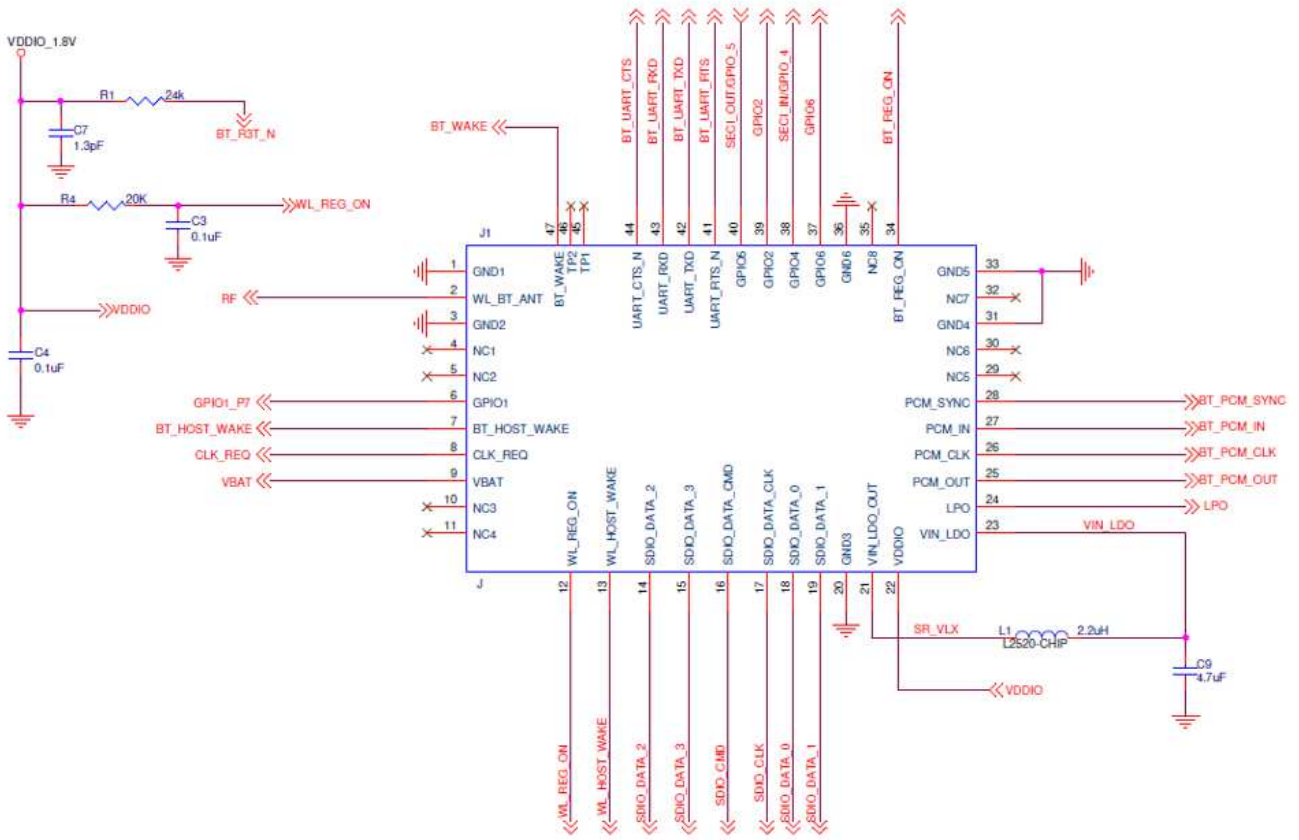 VDDIO_1.8V
R1 24k
BT_R3T_N
C7
1.3pF
R4 20K
WL_REG_ON
C3
0.1uF
VDDIO
C4
0.1uF
BT_WAKE
BT_UART_CTS
BT_UART_RXD
BT_UART_TXD
BT_UART_RTS
SECI_OUT/GPIO_5
GPIO2
SECI_IN/GPIO_4
GPIO6
BT_REG_ON
47 46 45 44 43 42 41 40 39 38 37 36 35 34
J1
BT_WAKE
TP2
TP1
UART_CTS_N
UART_RXD
UART_TXD
UART_RTS_N
GPIO5
GPIO2
GPIO4
GPIO6
GND6
NC8
BT_REG_ON
1 GND1
RF 2 WL_BT_ANT
3 GND2
4 NC1
5 NC2
GPIO1_P7 6 GPIO1
BT_HOST_WAKE 7 BT_HOST_WAKE
CLK_REQ 8 CLK_REQ
VBAT 9 VBAT
10 NC3
11 NC4
GND5 33
NC7 32
GND4 31
NC6 30
NC5 29
PCM_SYNC 28 BT_PCM_SYNC
PCM_IN 27 BT_PCM_IN
PCM_CLK 26 BT_PCM_CLK
PCM_OUT 25 BT_PCM_OUT
LPO 24 LPO
VIN_LDO 23 VIN_LDO
WL_REG_ON
WL_HOST_WAKE
SDIO_DATA_2
SDIO_DATA_3
SDIO_DATA_CMD
SDIO_DATA_CLK
SDIO_DATA_0
SDIO_DATA_1
GND3
VIN_LDO_OUT
VDDIO
J
12 13 14 15 16 17 18 19 20 21 22
SR_VLX L1 2.2uH
L2520-CHIP
C9
4.7uF
VDDIO
WL_REG_ON
WL_HOST_WAKE
SDIO_DATA_2
SDIO_DATA_3
SDIO_CMD
SDIO_CLK
SDIO_DATA_0
SDIO_DATA_1